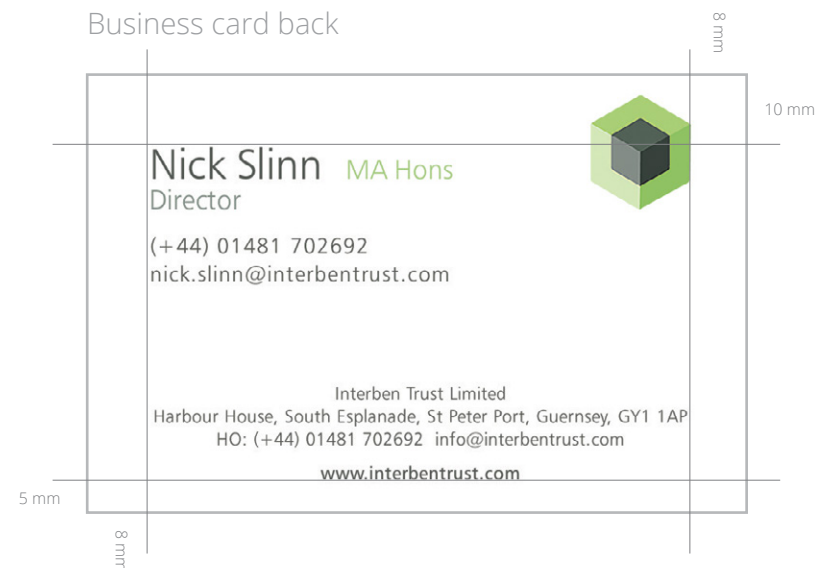 Business card back
8 mm
10 mm
Nick Slinn MA Hons
Director
(+44) 01481 702692
nick.slinn@interbentrust.com
Interben Trust Limited
Harbour House, South Esplanade, St Peter Port, Guernsey, GY1 1AP
HO: (+44) 01481 702692 info@interbentrust.com
www.interbentrust.com
5 mm
8 mm